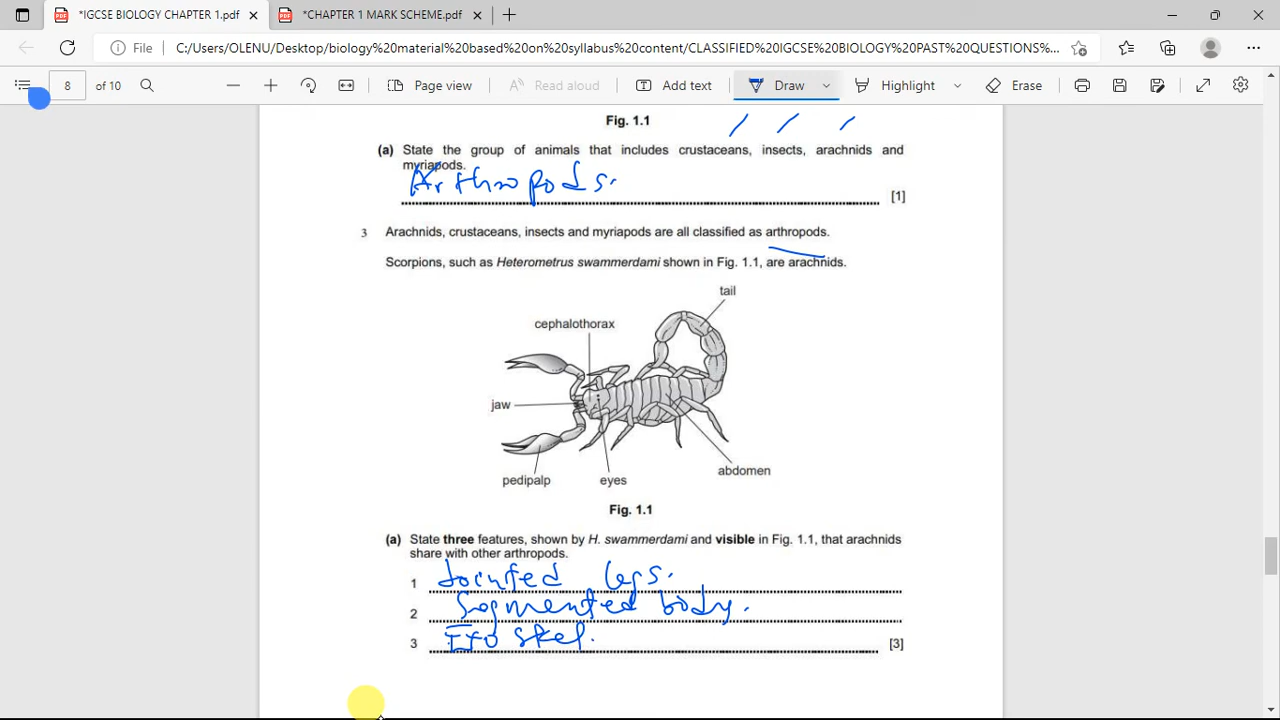 *IGCSE BIOLOGY CHAPTER 1.pdf
*CHAPTER 1 MARK SCHEME.pdf
File C:/Users/OLENU/Desktop/biology%20material%20based%20on%20syllabus%20content/CLASSIFIED%20IGCSE%20BIOLOGY%20PAST%20QUESTIONS%...
8 of 10 Page view Read aloud Add text Draw Highlight Erase
Fig. 1.1
(a) State the group of animals that includes crustaceans, insects, arachnids and
myriapods.
Arthropods.
[1]
3 Arachnids, crustaceans, insects and myriapods are all classified as arthropods.
Scorpions, such as Heterometrus swammerdami shown in Fig. 1.1, are arachnids.
tail
cephalothorax
jaw
abdomen
pedipalp
eyes
Fig. 1.1
(a) State three features, shown by H. swammerdami and visible in Fig. 1.1, that arachnids
share with other arthropods.
1 Jointed legs.
2 Segmented body.
3 skel. [3]